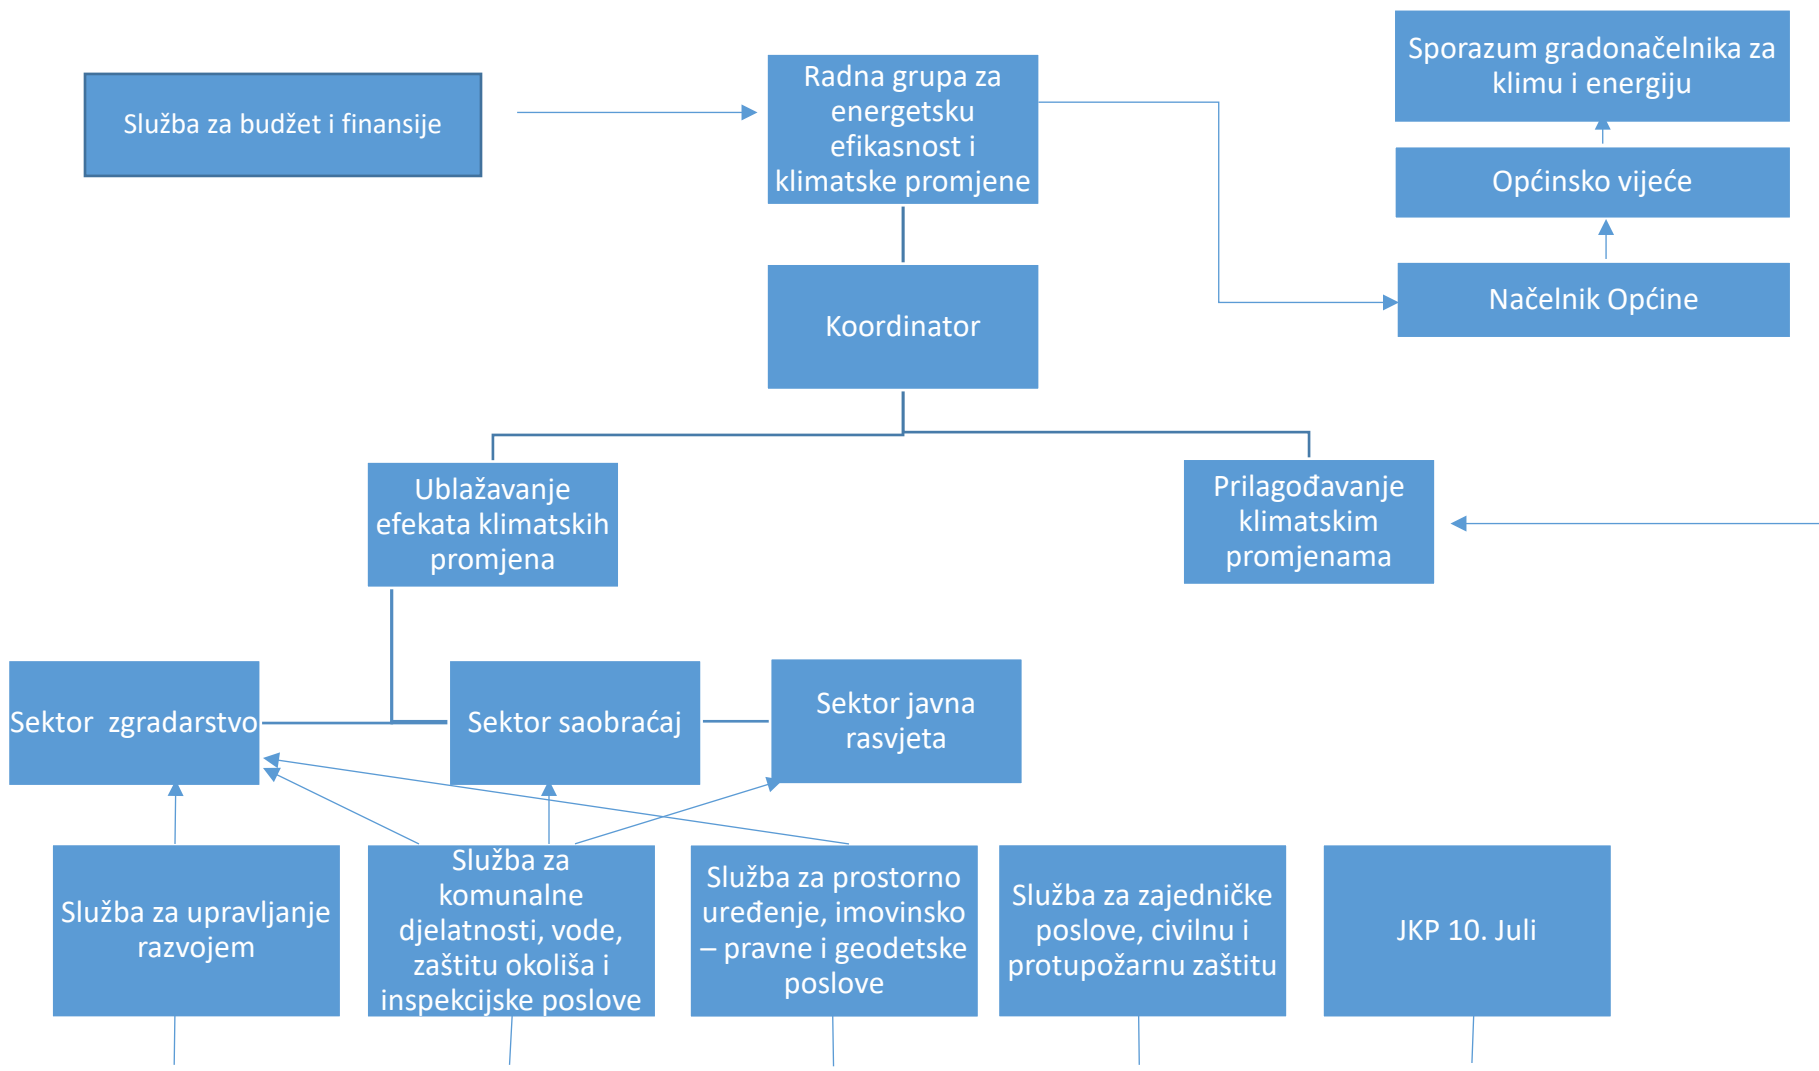 Služba za budžet i finansije
Radna grupa za
energetsku
efikasnost i
klimatske promjene
Sporazum gradonačelnika za
klimu i energiju
Općinsko vijeće
Načelnik Općine
Koordinator
Ublažavanje
efekata klimatskih
promjena
Prilagođavanje
klimatskim
promjenama
Sektor  zgradarstvo
Sektor saobraćaj
Sektor javna
rasvjeta
Služba za upravljanje
razvojem
Služba za
komunalne
djelatnosti, vode,
zaštitu okoliša i
inspekcijske poslove
Služba za prostorno
uređenje, imovinsko
– pravne i geodetske
poslove
Služba za zajedničke
poslove, civilnu i
protupožarnu zaštitu
JKP 10. Juli